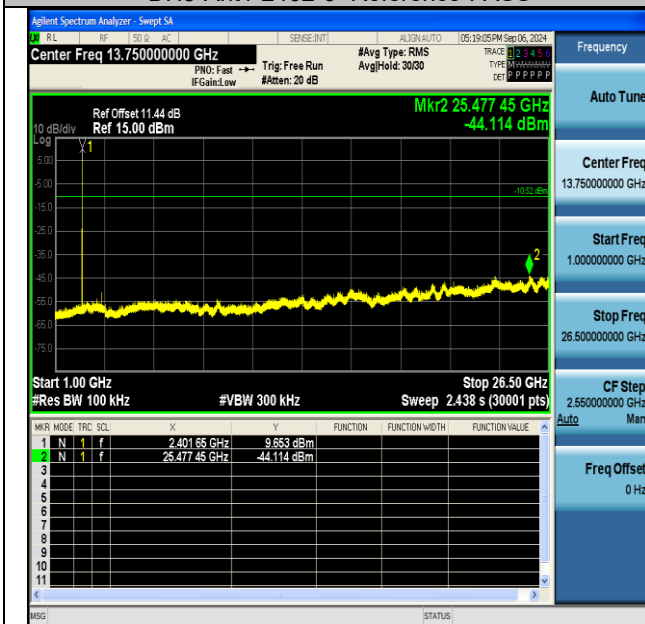 Agilent Spectrum Analyzer - Swept SA
RL RF 50 Ω AC SENSE:INT ALIGN AUTO 05:19:05 PM Sep 06, 2024
Center Freq 13.750000000 GHz
PNO: Fast
IFGain:Low
Trig: Free Run
#Atten: 20 dB
#Avg Type: RMS
Avg|Hold: 30/30
TRACE 1 2 3 4 5 6
TYPE M
DET P P P P P P
Frequency
Auto Tune
Center Freq
13.750000000 GHz
Start Freq
1.000000000 GHz
Stop Freq
26.500000000 GHz
CF Step
2.550000000 GHz
Auto Man
Freq Offset
0 Hz
Mkr2 25.477 45 GHz
-44.114 dBm
Ref Offset 11.44 dB
10 dB/div Ref 15.00 dBm
Log
1
5.00
-5.00
-10.52 dBm
-15.0
-25.0
-35.0
2
-45.0
-55.0
-65.0
-75.0
Start 1.00 GHz Stop 26.50 GHz
#Res BW 100 kHz #VBW 300 kHz Sweep 2.438 s (30001 pts)
MKR MODE TRC SCL X Y FUNCTION FUNCTION WIDTH FUNCTION VALUE
1 N 1 f 2.401 65 GHz 9.653 dBm
2 N 1 f 25.477 45 GHz -44.114 dBm
3
4
5
6
7
8
9
10
11
MSG STATUS